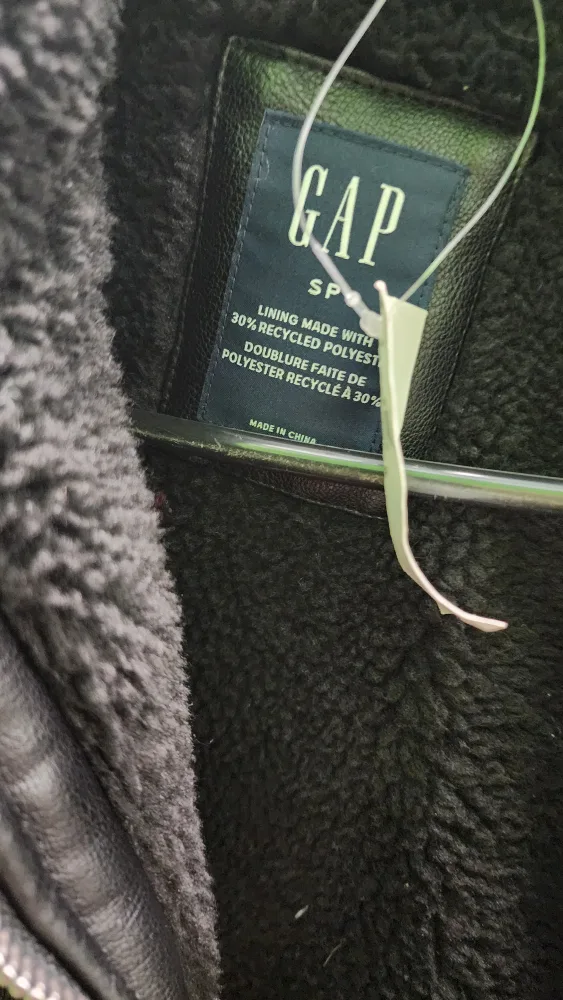 GAP
SP
LINING MADE WITH
30% RECYCLED POLYEST
DOUBLURE FAITE DE
POLYESTER RECYCLÉ À 30%
MADE IN CHINA